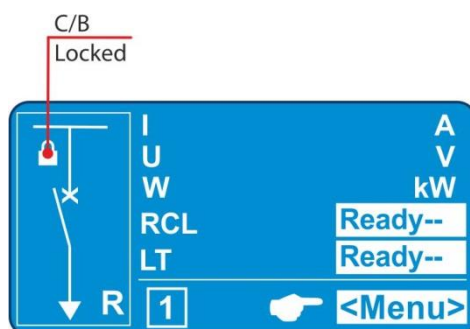 C/B
Locked
I A
U V
W kW
RCL Ready--
LT Ready--
R 1 <Menu>